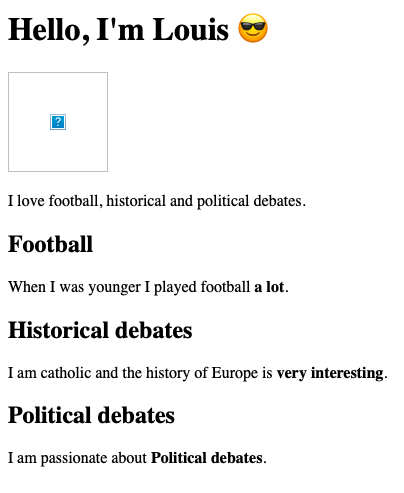 Hello, I'm Louis 😎
I love football, historical and political debates.
Football
When I was younger I played football a lot.
Historical debates
I am catholic and the history of Europe is very interesting.
Political debates
I am passionate about Political debates.